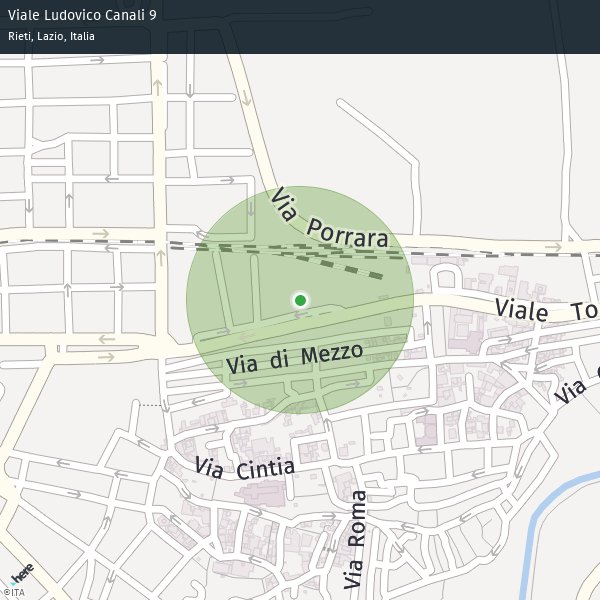 Viale Ludovico Canali 9
Rieti, Lazio, Italia
Via Porrara
Viale To
Via di Mezzo
Via
Via Cintia
Via Roma
here
©ITA